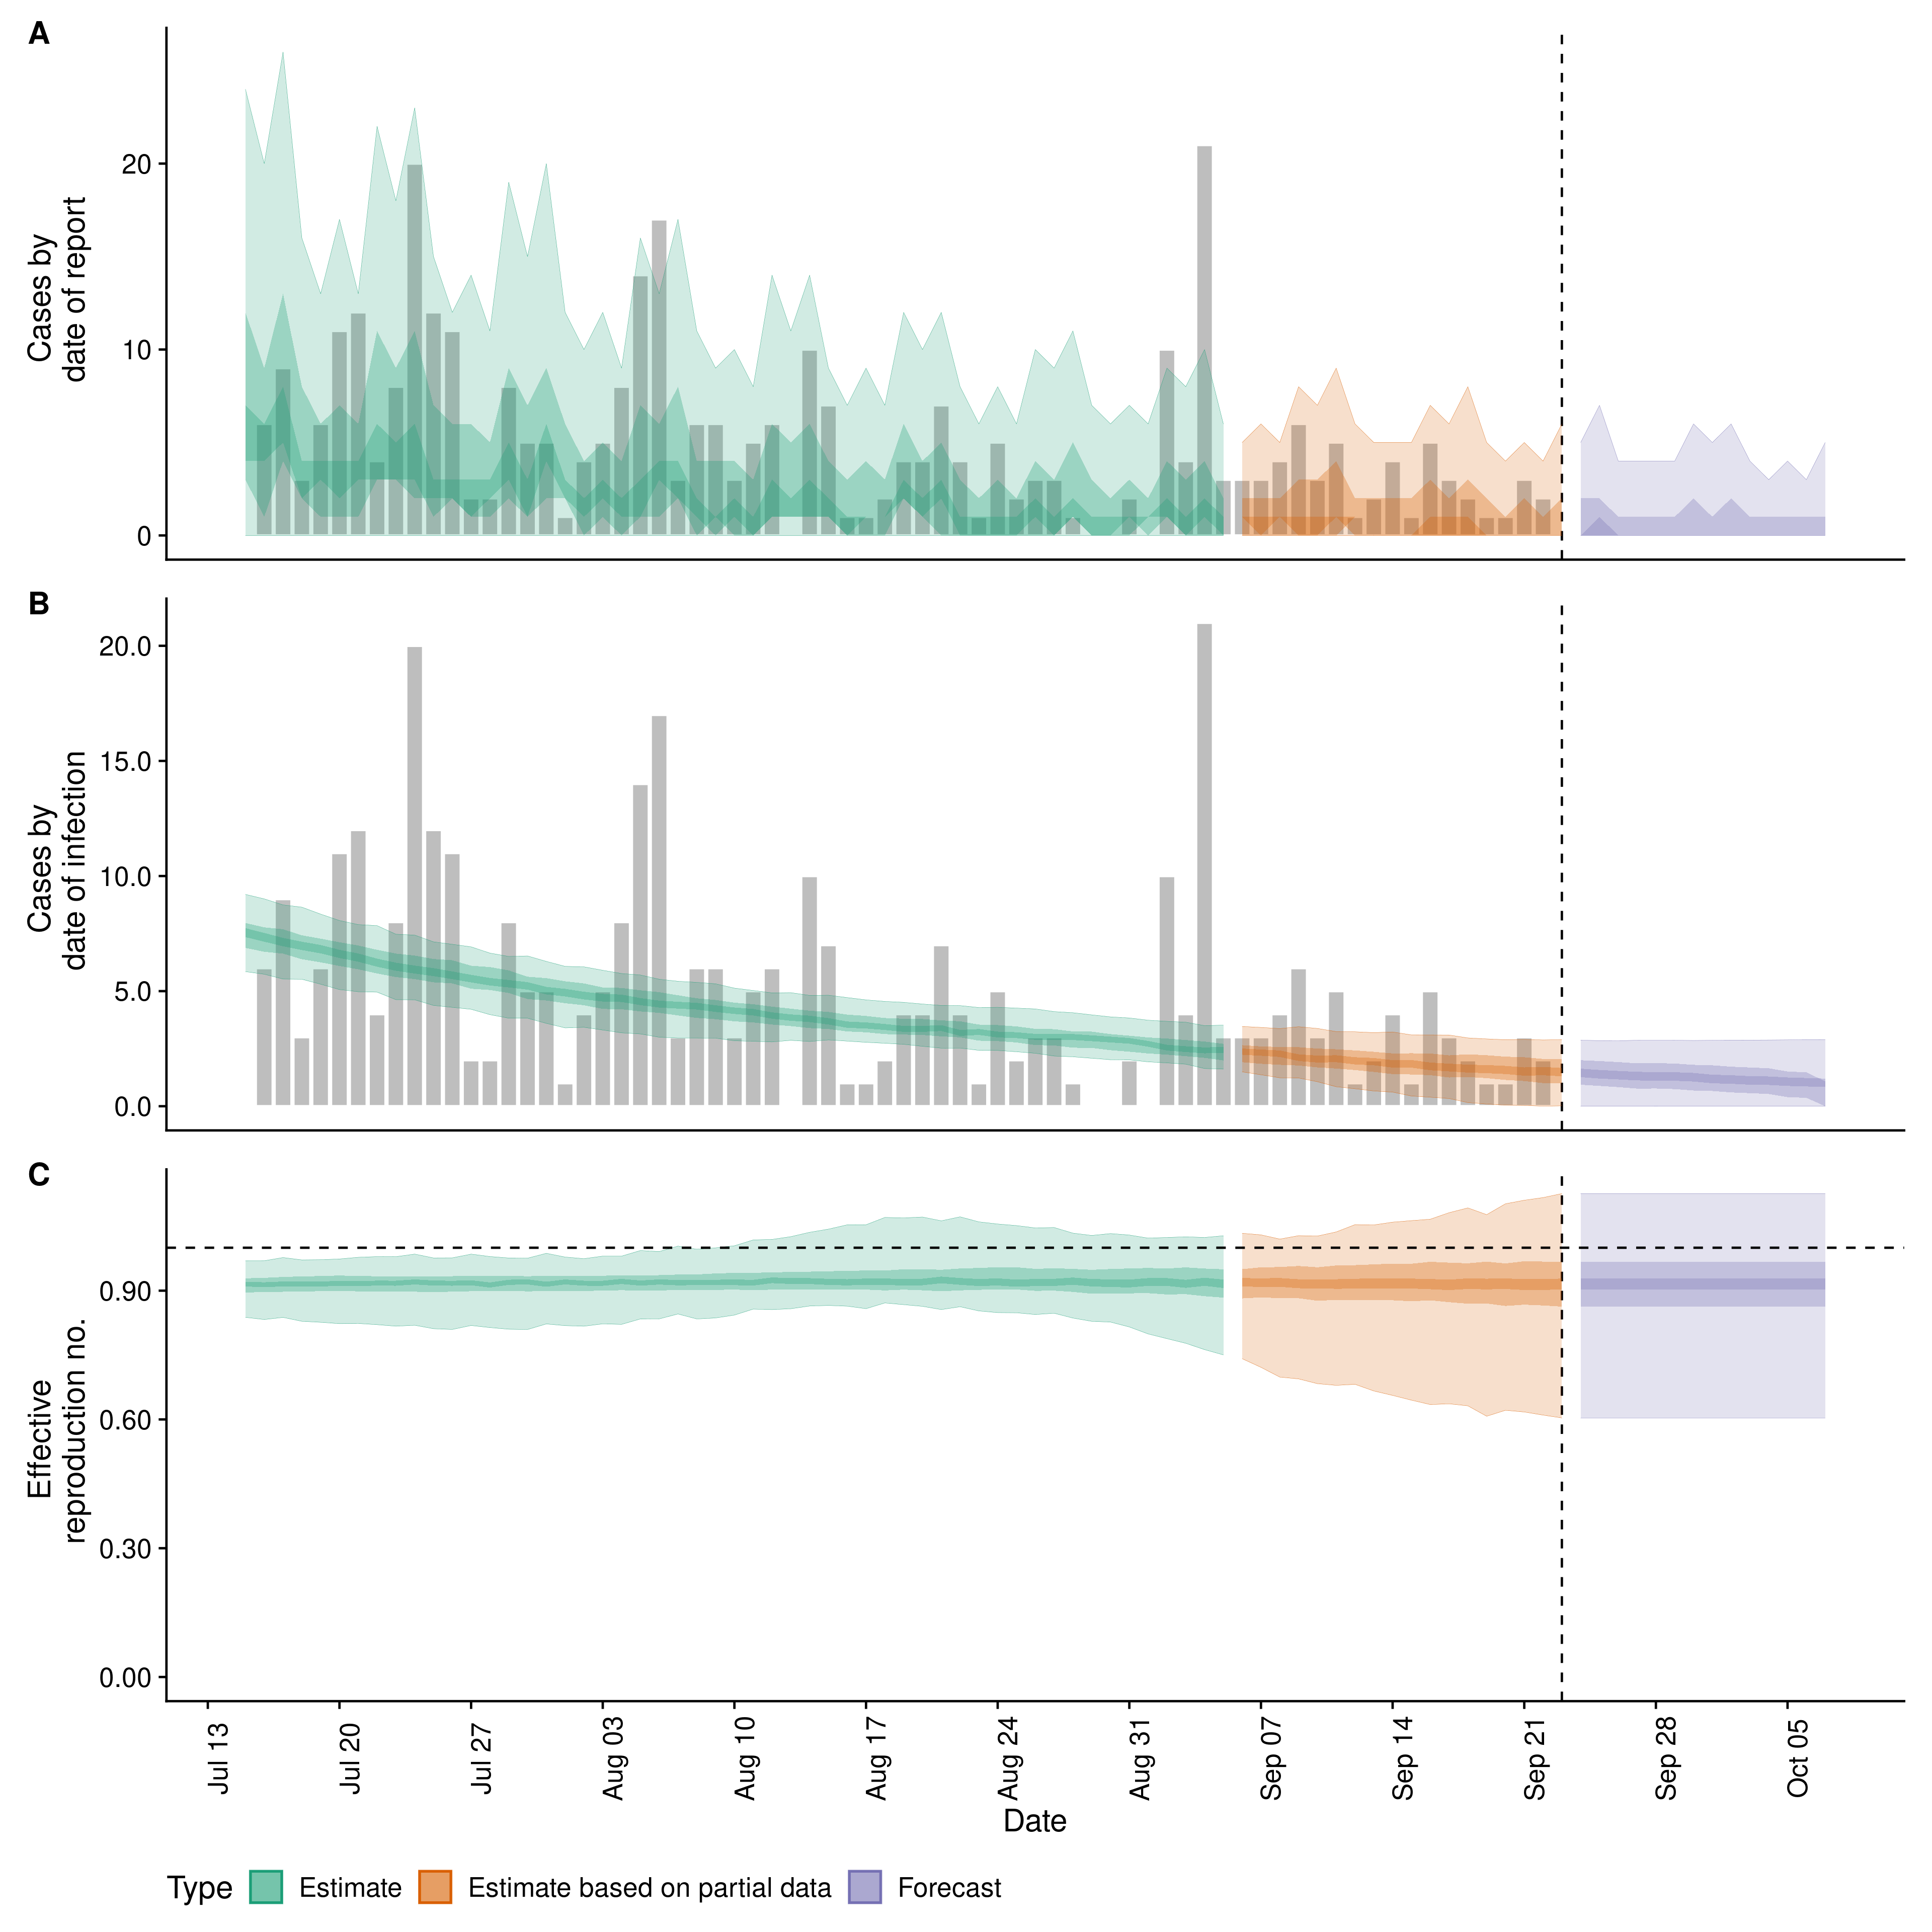 A
Cases by
date of report
20
10
0
B
Cases by
date of infection
20.0
15.0
10.0
5.0
0.0
C
Effective
reproduction no.
0.90
0.60
0.30
0.00
Jul 13
Jul 20
Jul 27
Aug 03
Aug 10
Aug 17
Aug 24
Aug 31
Sep 07
Sep 14
Sep 21
Sep 28
Oct 05
Date
Type Estimate Estimate based on partial data Forecast